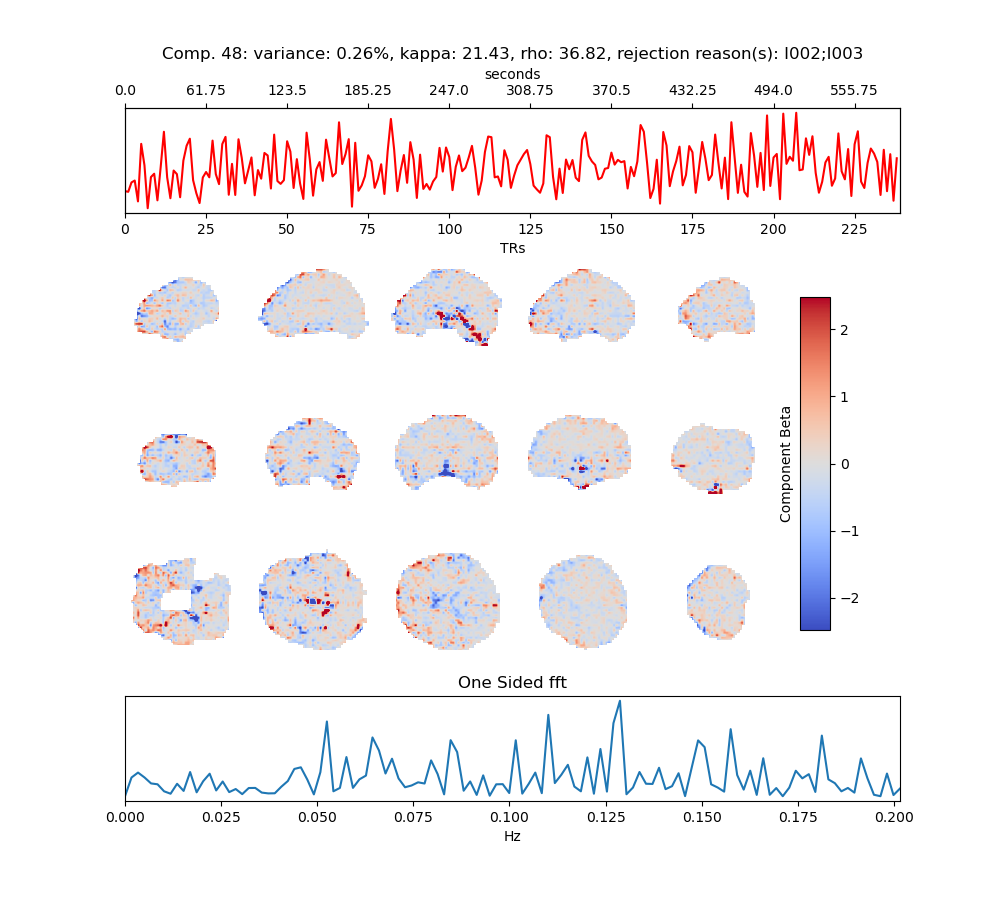 Comp. 48: variance: 0.26%, kappa: 21.43, rho: 36.82, rejection reason(s): I002;I003
seconds
0.0 61.75 123.5 185.25 247.0 308.75 370.5 432.25 494.0 555.75
0 25 50 75 100 125 150 175 200 225
TRs
2
1
0
−1
−2
Component Beta
One Sided fft
0.000 0.025 0.050 0.075 0.100 0.125 0.150 0.175 0.200
Hz